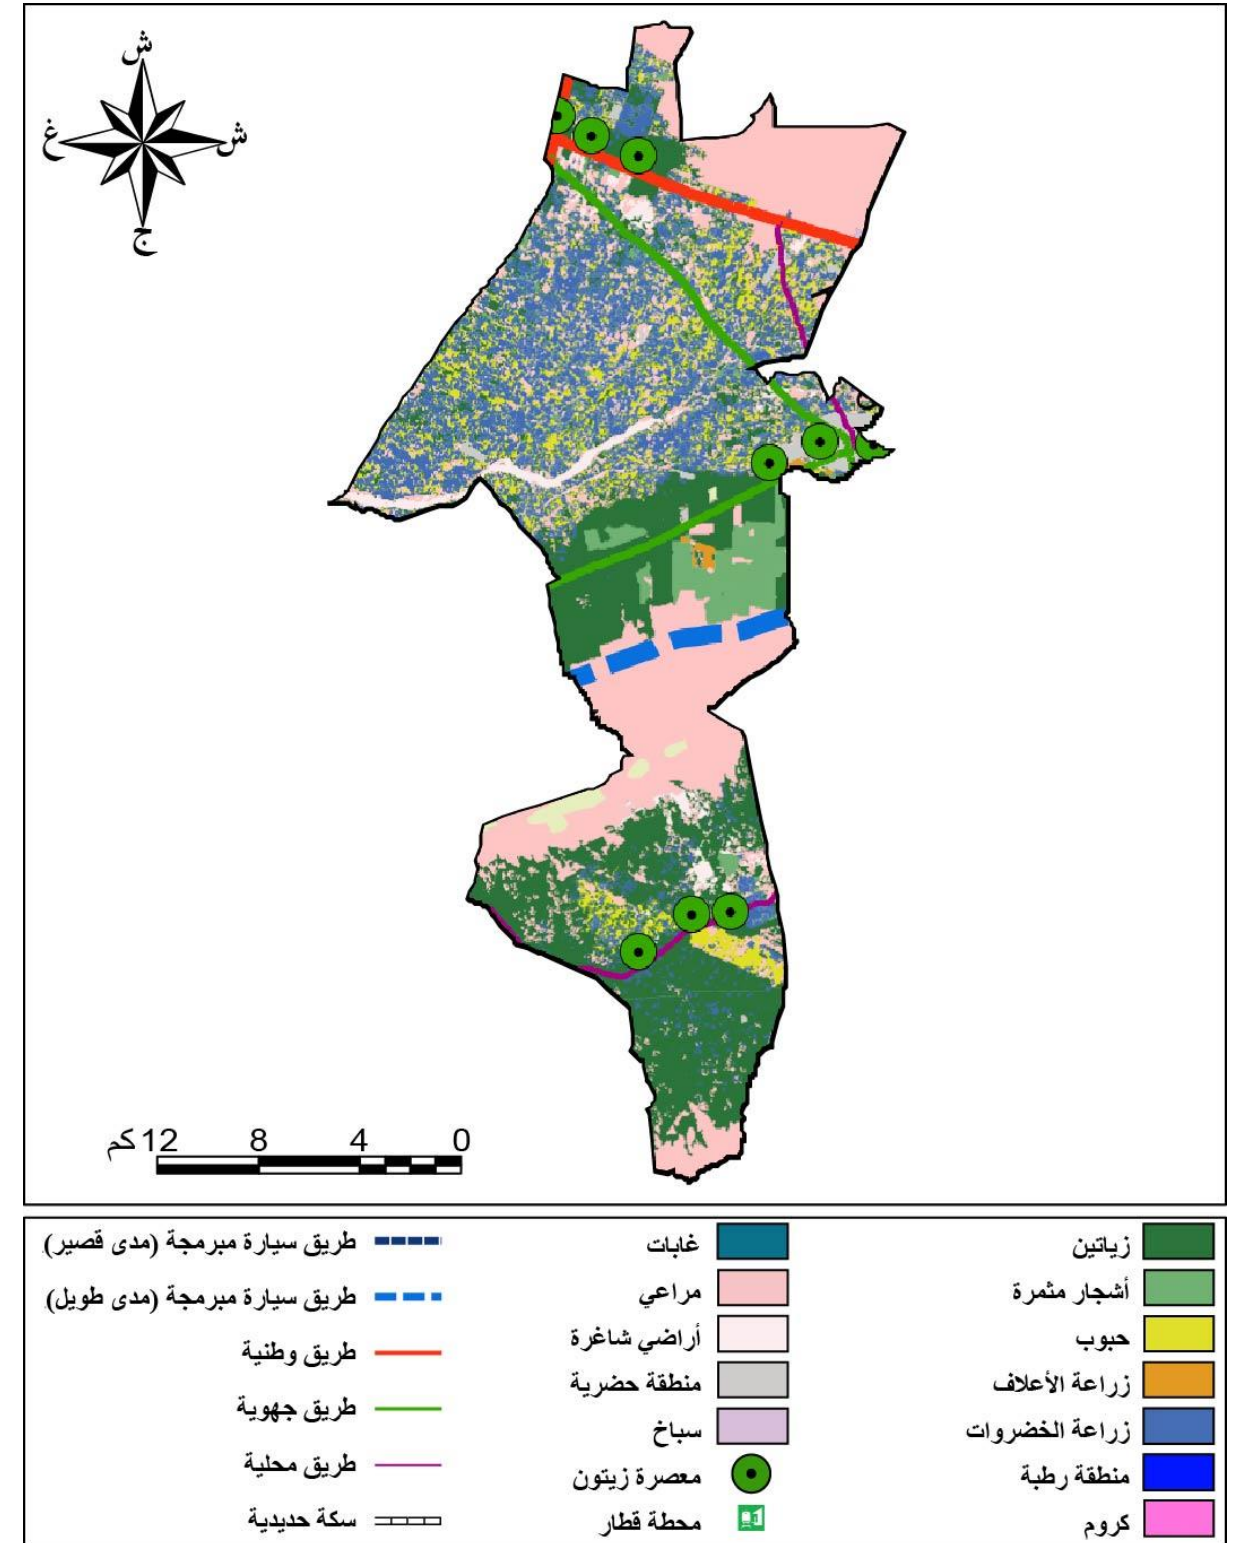 ش
غ
ش
ج
12 كم 8 4 0
زياتين
أشجار مثمرة
حبوب
زراعة الأعلاف
زراعة الخضروات
منطقة رطبة
كروم
غابات
مراعي
أراضي شاغرة
منطقة حضرية
سباخ
معصرة زيتون
محطة قطار
طريق سيارة مبرمجة (مدى قصير)
طريق سيارة مبرمجة (مدى طويل)
طريق وطنية
طريق جهوية
طريق محلية
سكة حديدية